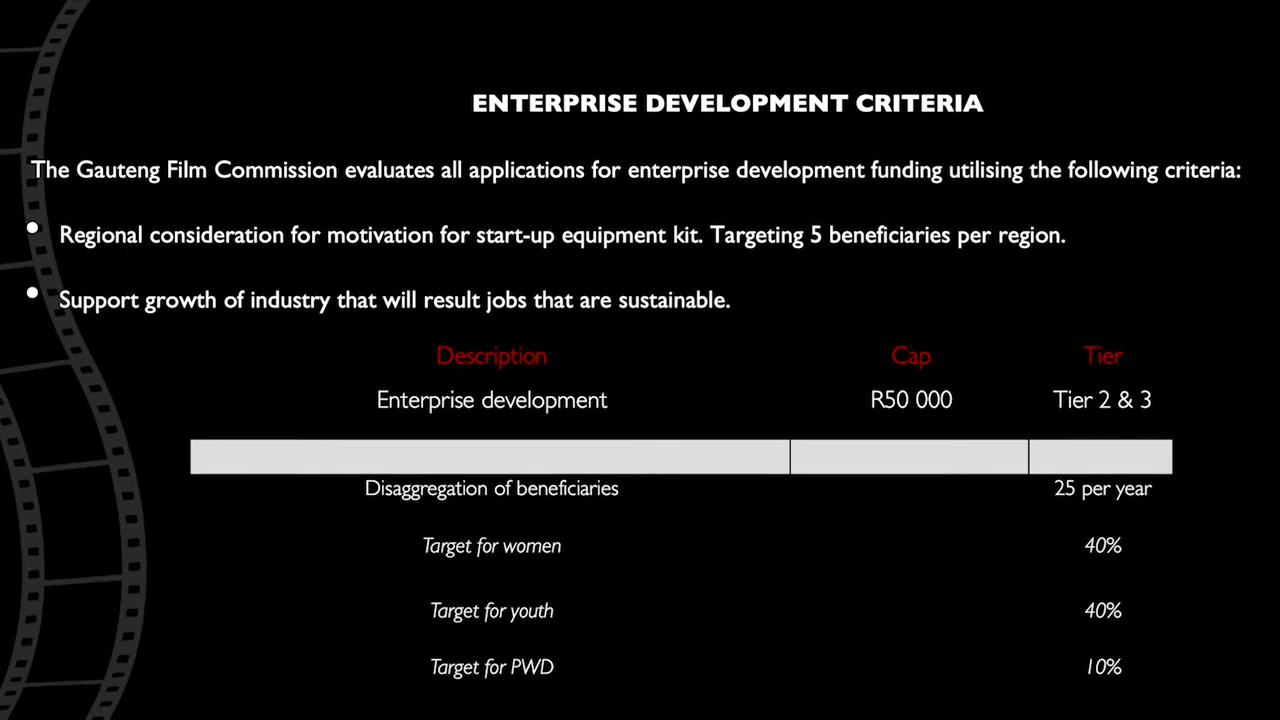 ENTERPRISE DEVELOPMENT CRITERIA
The Gauteng Film Commission evaluates all applications for enterprise development funding utilising the following criteria:
• Regional consideration for motivation for start-up equipment kit. Targeting 5 beneficiaries per region.
• Support growth of industry that will result jobs that are sustainable.
Description Cap Tier
Enterprise development R50 000 Tier 2 & 3
Disaggregation of beneficiaries 25 per year
Target for women 40%
Target for youth 40%
Target for PWD 10%